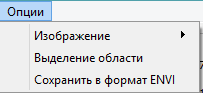 Опции
Изображение
Выделение области
Сохранить в формат ENVI